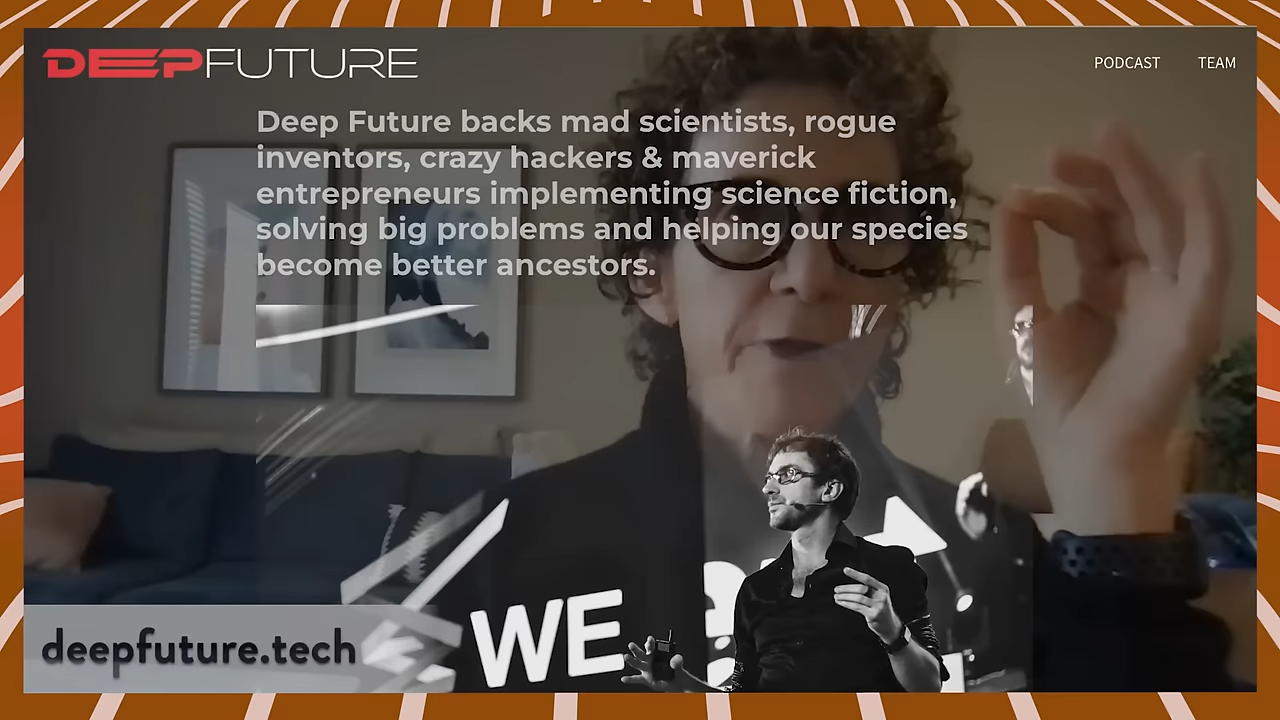 DEEPFUTURE
PODCAST TEAM
Deep Future backs mad scientists, rogue
inventors, crazy hackers & maverick
entrepreneurs implementing science fiction,
solving big problems and helping our species
become better ancestors.
WE
deepfuture.tech